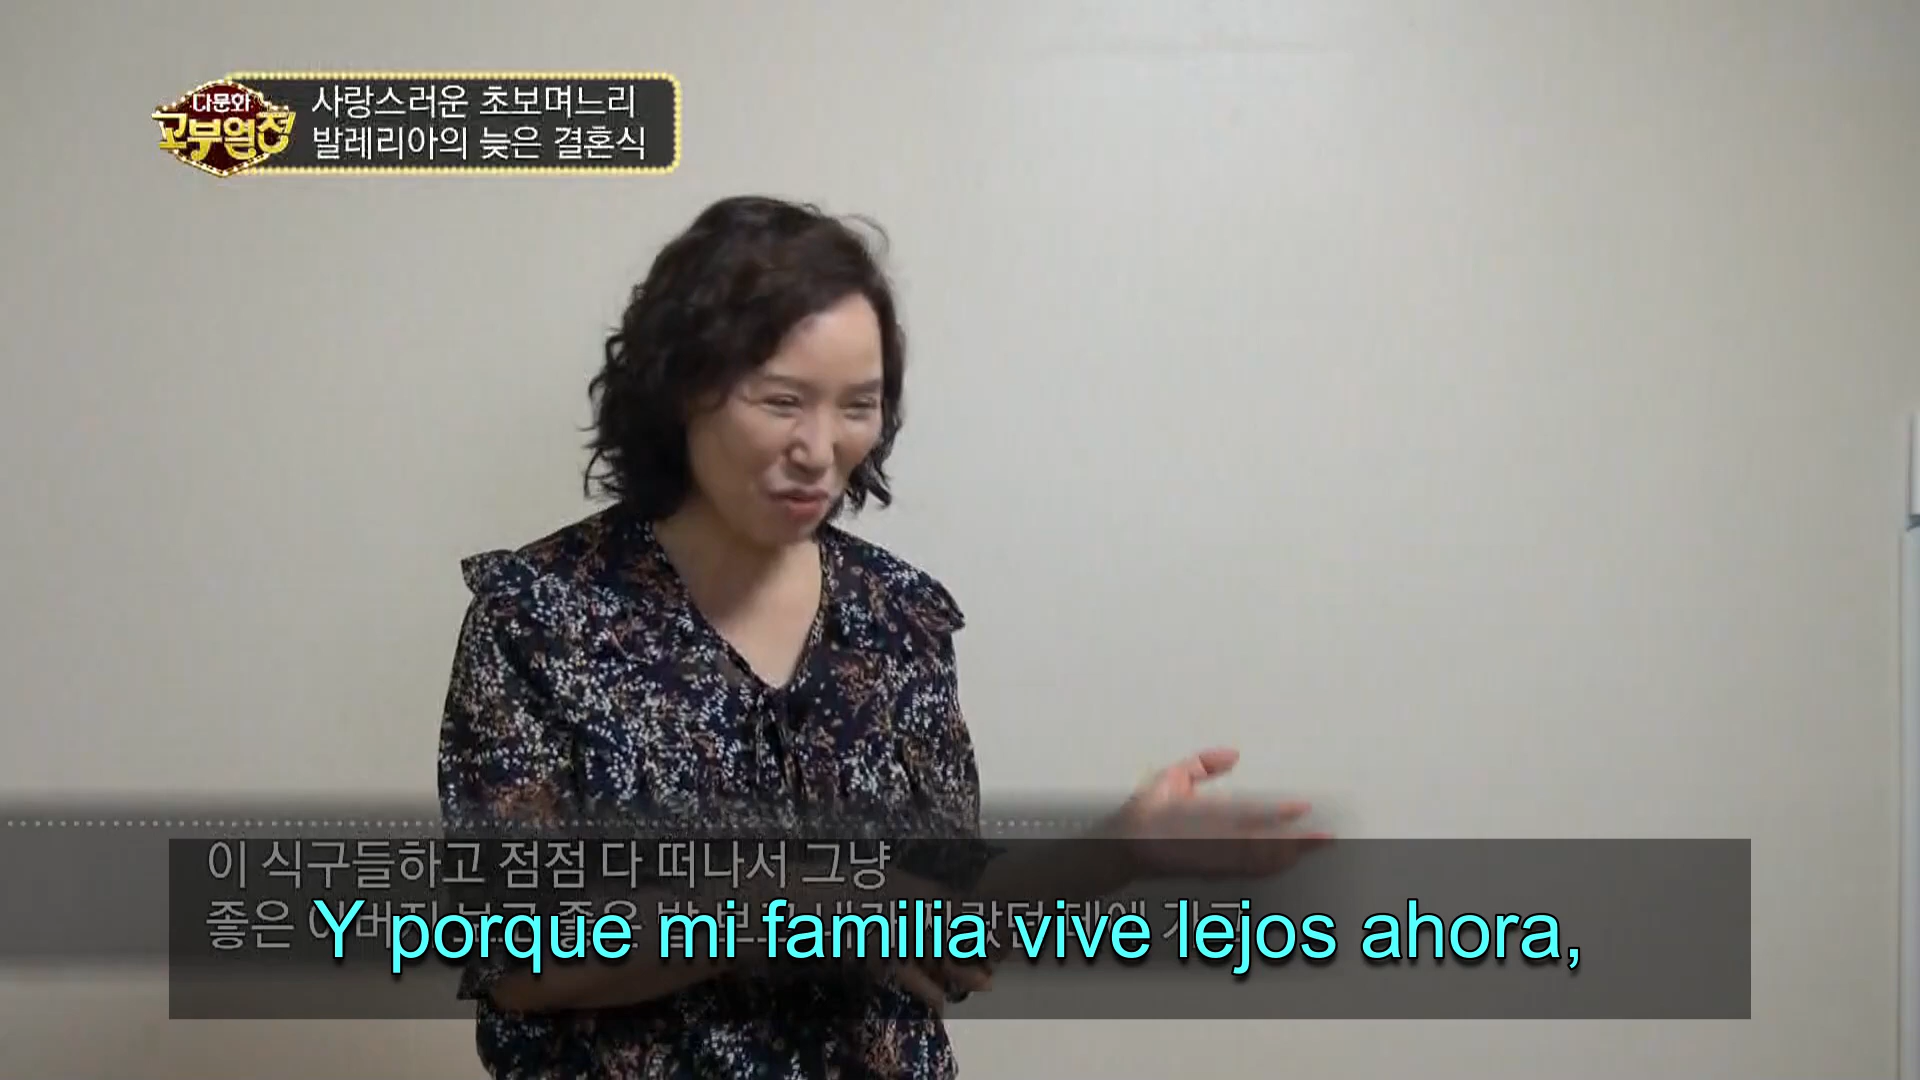 다문화
고부열전
사랑스러운 초보며느리
발레리아의 늦은 결혼식
이 식구들하고 점점 다 떠나서 그냥
좋은
Y porque mi familia vive lejos ahora,